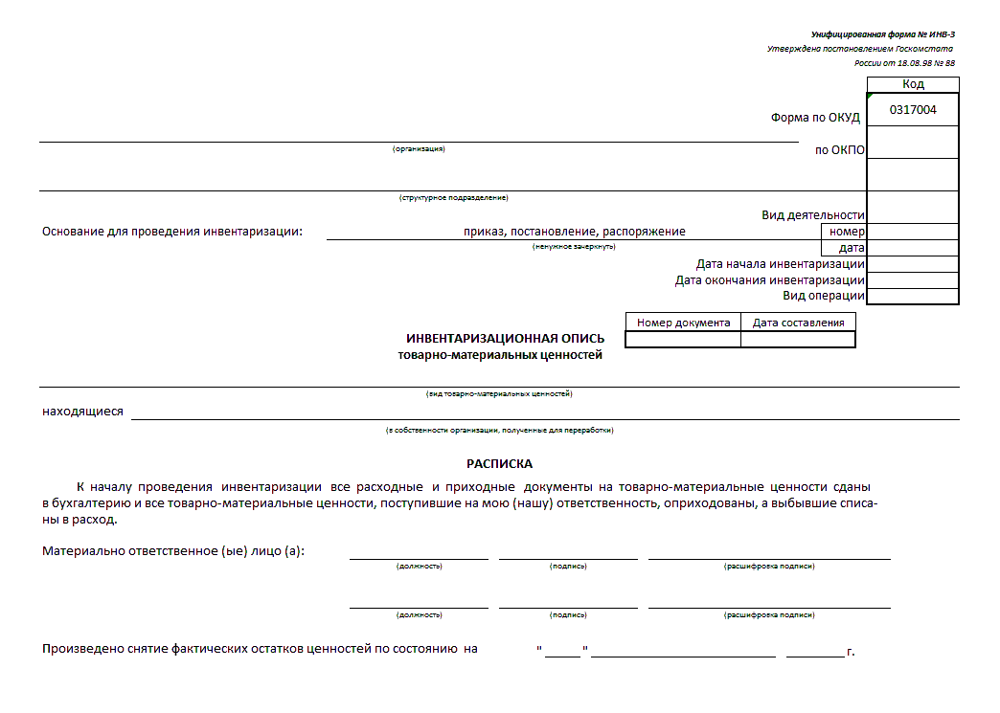 Унифицированная форма № ИНВ-3
Утверждена постановлением Госкомстата
России от 18.08.98 № 88
Код
Форма по ОКУД 0317004
по ОКПО
(организация)
(структурное подразделение)
Вид деятельности
Основание для проведения инвентаризации: приказ, постановление, распоряжение номер
(ненужное зачеркнуть) дата
Дата начала инвентаризации
Дата окончания инвентаризации
Вид операции
Номер документа Дата составления
ИНВЕНТАРИЗАЦИОННАЯ ОПИСЬ
товарно-материальных ценностей
(вид товарно-материальных ценностей)
находящиеся
(в собственности организации, полученные для переработки)
РАСПИСКА
К началу проведения инвентаризации все расходные и приходные документы на товарно-материальные ценности сданы
в бухгалтерию и все товарно-материальные ценности, поступившие на мою (нашу) ответственность, оприходованы, а выбывшие списа-
ны в расход.
Материально ответственное (ые) лицо (а):
(должность) (подпись) (расшифровка подписи)
(должность) (подпись) (расшифровка подписи)
Произведено снятие фактических остатков ценностей по состоянию на " ____ " ____ ____ г.